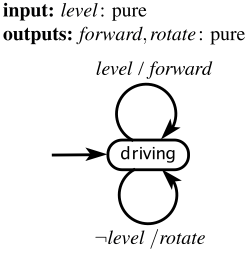 input: level: pure
outputs: forward, rotate: pure
level / forward
driving
¬level /rotate